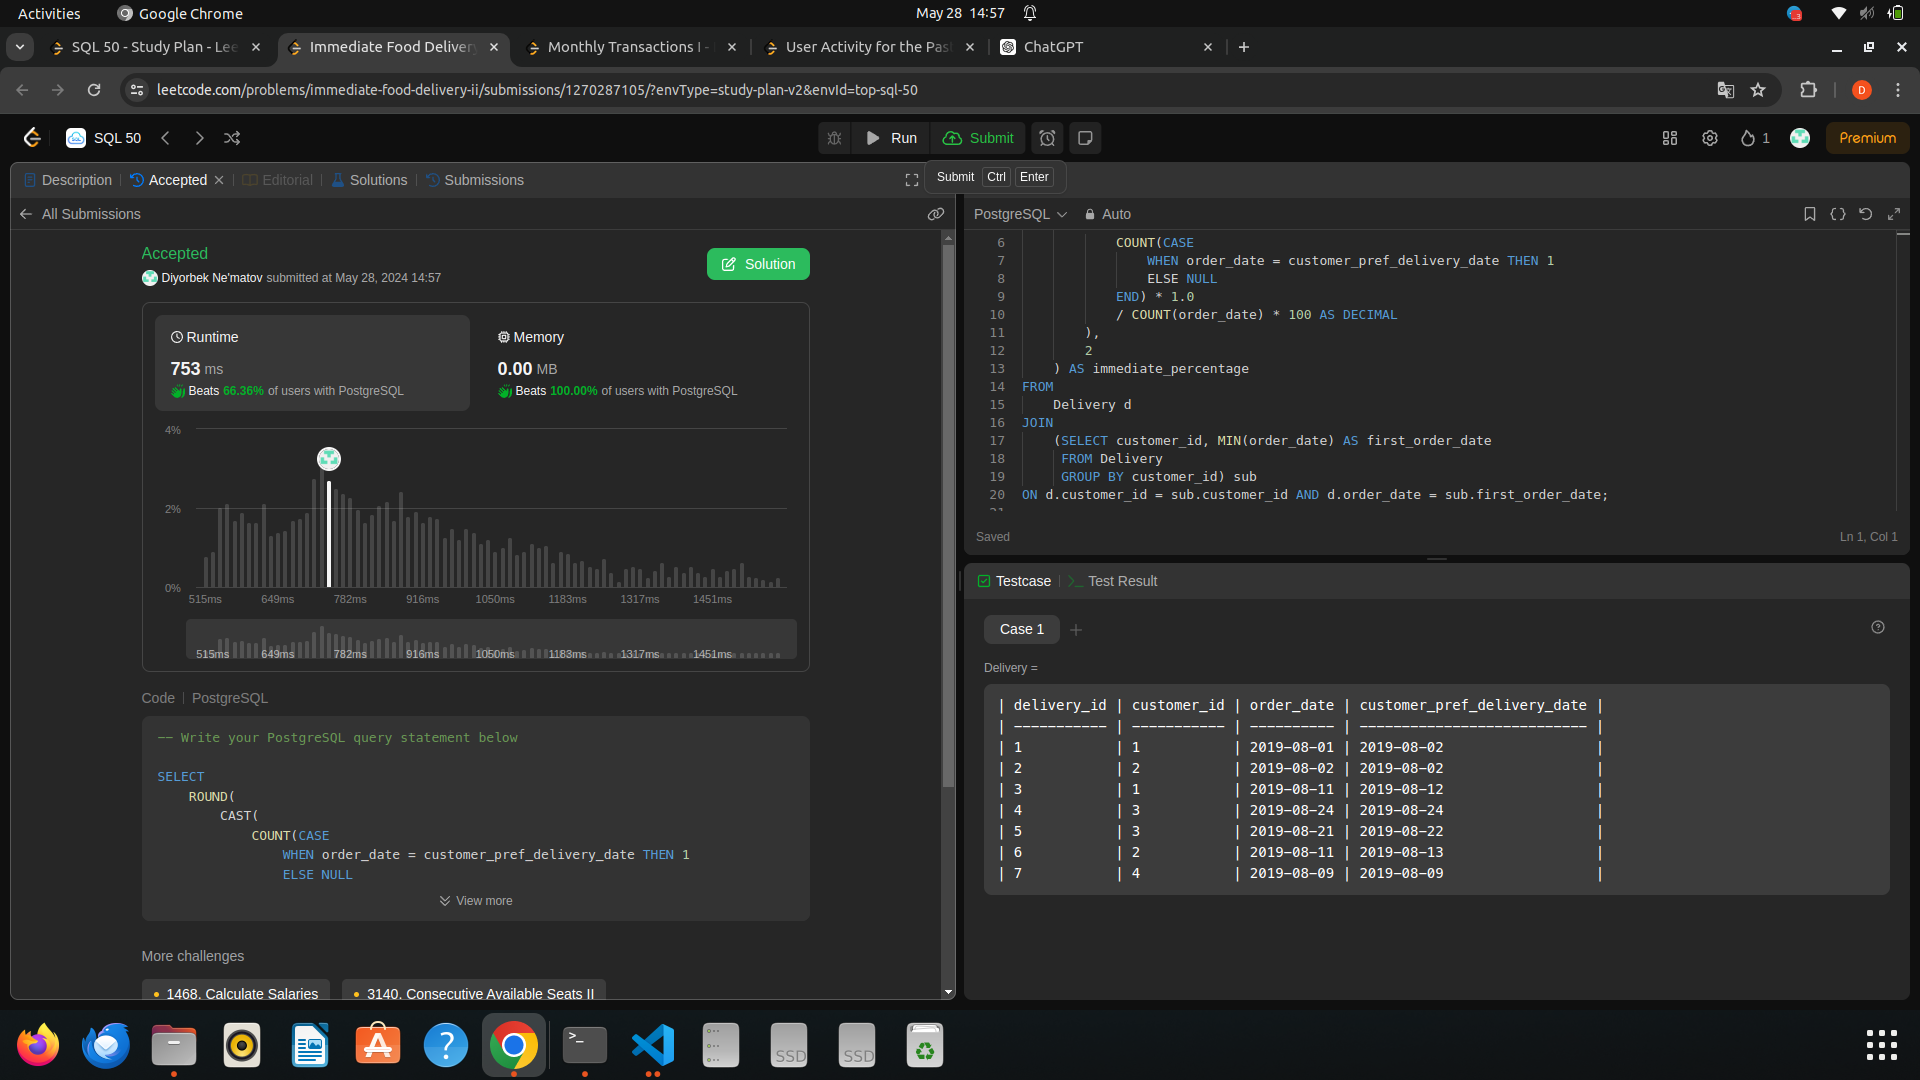 Activities
Google Chrome
May 28 14:57
SQL 50 - Study Plan - Lee
Immediate Food Delivery
Monthly Transactions I -
User Activity for the Pas
ChatGPT
leetcode.com/problems/immediate-food-delivery-ii/submissions/1270287105/?envType=study-plan-v2&envId=top-sql-50
D
SQL 50
Run
Submit
1
Premium
Description
Accepted
Editorial
Solutions
Submissions
Submit Ctrl Enter
All Submissions
Accepted
Diyorbek Ne'matov submitted at May 28, 2024 14:57
Solution
Runtime
753 ms
Beats 66.36% of users with PostgreSQL
Memory
0.00 MB
Beats 100.00% of users with PostgreSQL
4%
2%
0%
515ms 649ms 782ms 916ms 1050ms 1183ms 1317ms 1451ms
515ms 649ms 782ms 916ms 1050ms 1183ms 1317ms 1451ms
Code | PostgreSQL
-- Write your PostgreSQL query statement below
SELECT
ROUND(
CAST(
COUNT(CASE
WHEN order_date = customer_pref_delivery_date THEN 1
ELSE NULL
View more
More challenges
1468. Calculate Salaries
3140. Consecutive Available Seats II
PostgreSQL
Auto
6 COUNT(CASE
7 WHEN order_date = customer_pref_delivery_date THEN 1
8 ELSE NULL
9 END) * 1.0
10 / COUNT(order_date) * 100 AS DECIMAL
11 ),
12 2
13 ) AS immediate_percentage
14 FROM
15 Delivery d
16 JOIN
17 (SELECT customer_id, MIN(order_date) AS first_order_date
18 FROM Delivery
19 GROUP BY customer_id) sub
20 ON d.customer_id = sub.customer_id AND d.order_date = sub.first_order_date;
21
Saved
Ln 1, Col 1
Testcase
Test Result
Case 1
Delivery =
| delivery_id | customer_id | order_date | customer_pref_delivery_date |
| ----------- | ----------- | ---------- | --------------------------- |
| 1 | 1 | 2019-08-01 | 2019-08-02 |
| 2 | 2 | 2019-08-02 | 2019-08-02 |
| 3 | 1 | 2019-08-11 | 2019-08-12 |
| 4 | 3 | 2019-08-24 | 2019-08-24 |
| 5 | 3 | 2019-08-21 | 2019-08-22 |
| 6 | 2 | 2019-08-11 | 2019-08-13 |
| 7 | 4 | 2019-08-09 | 2019-08-09 |
SSD
SSD